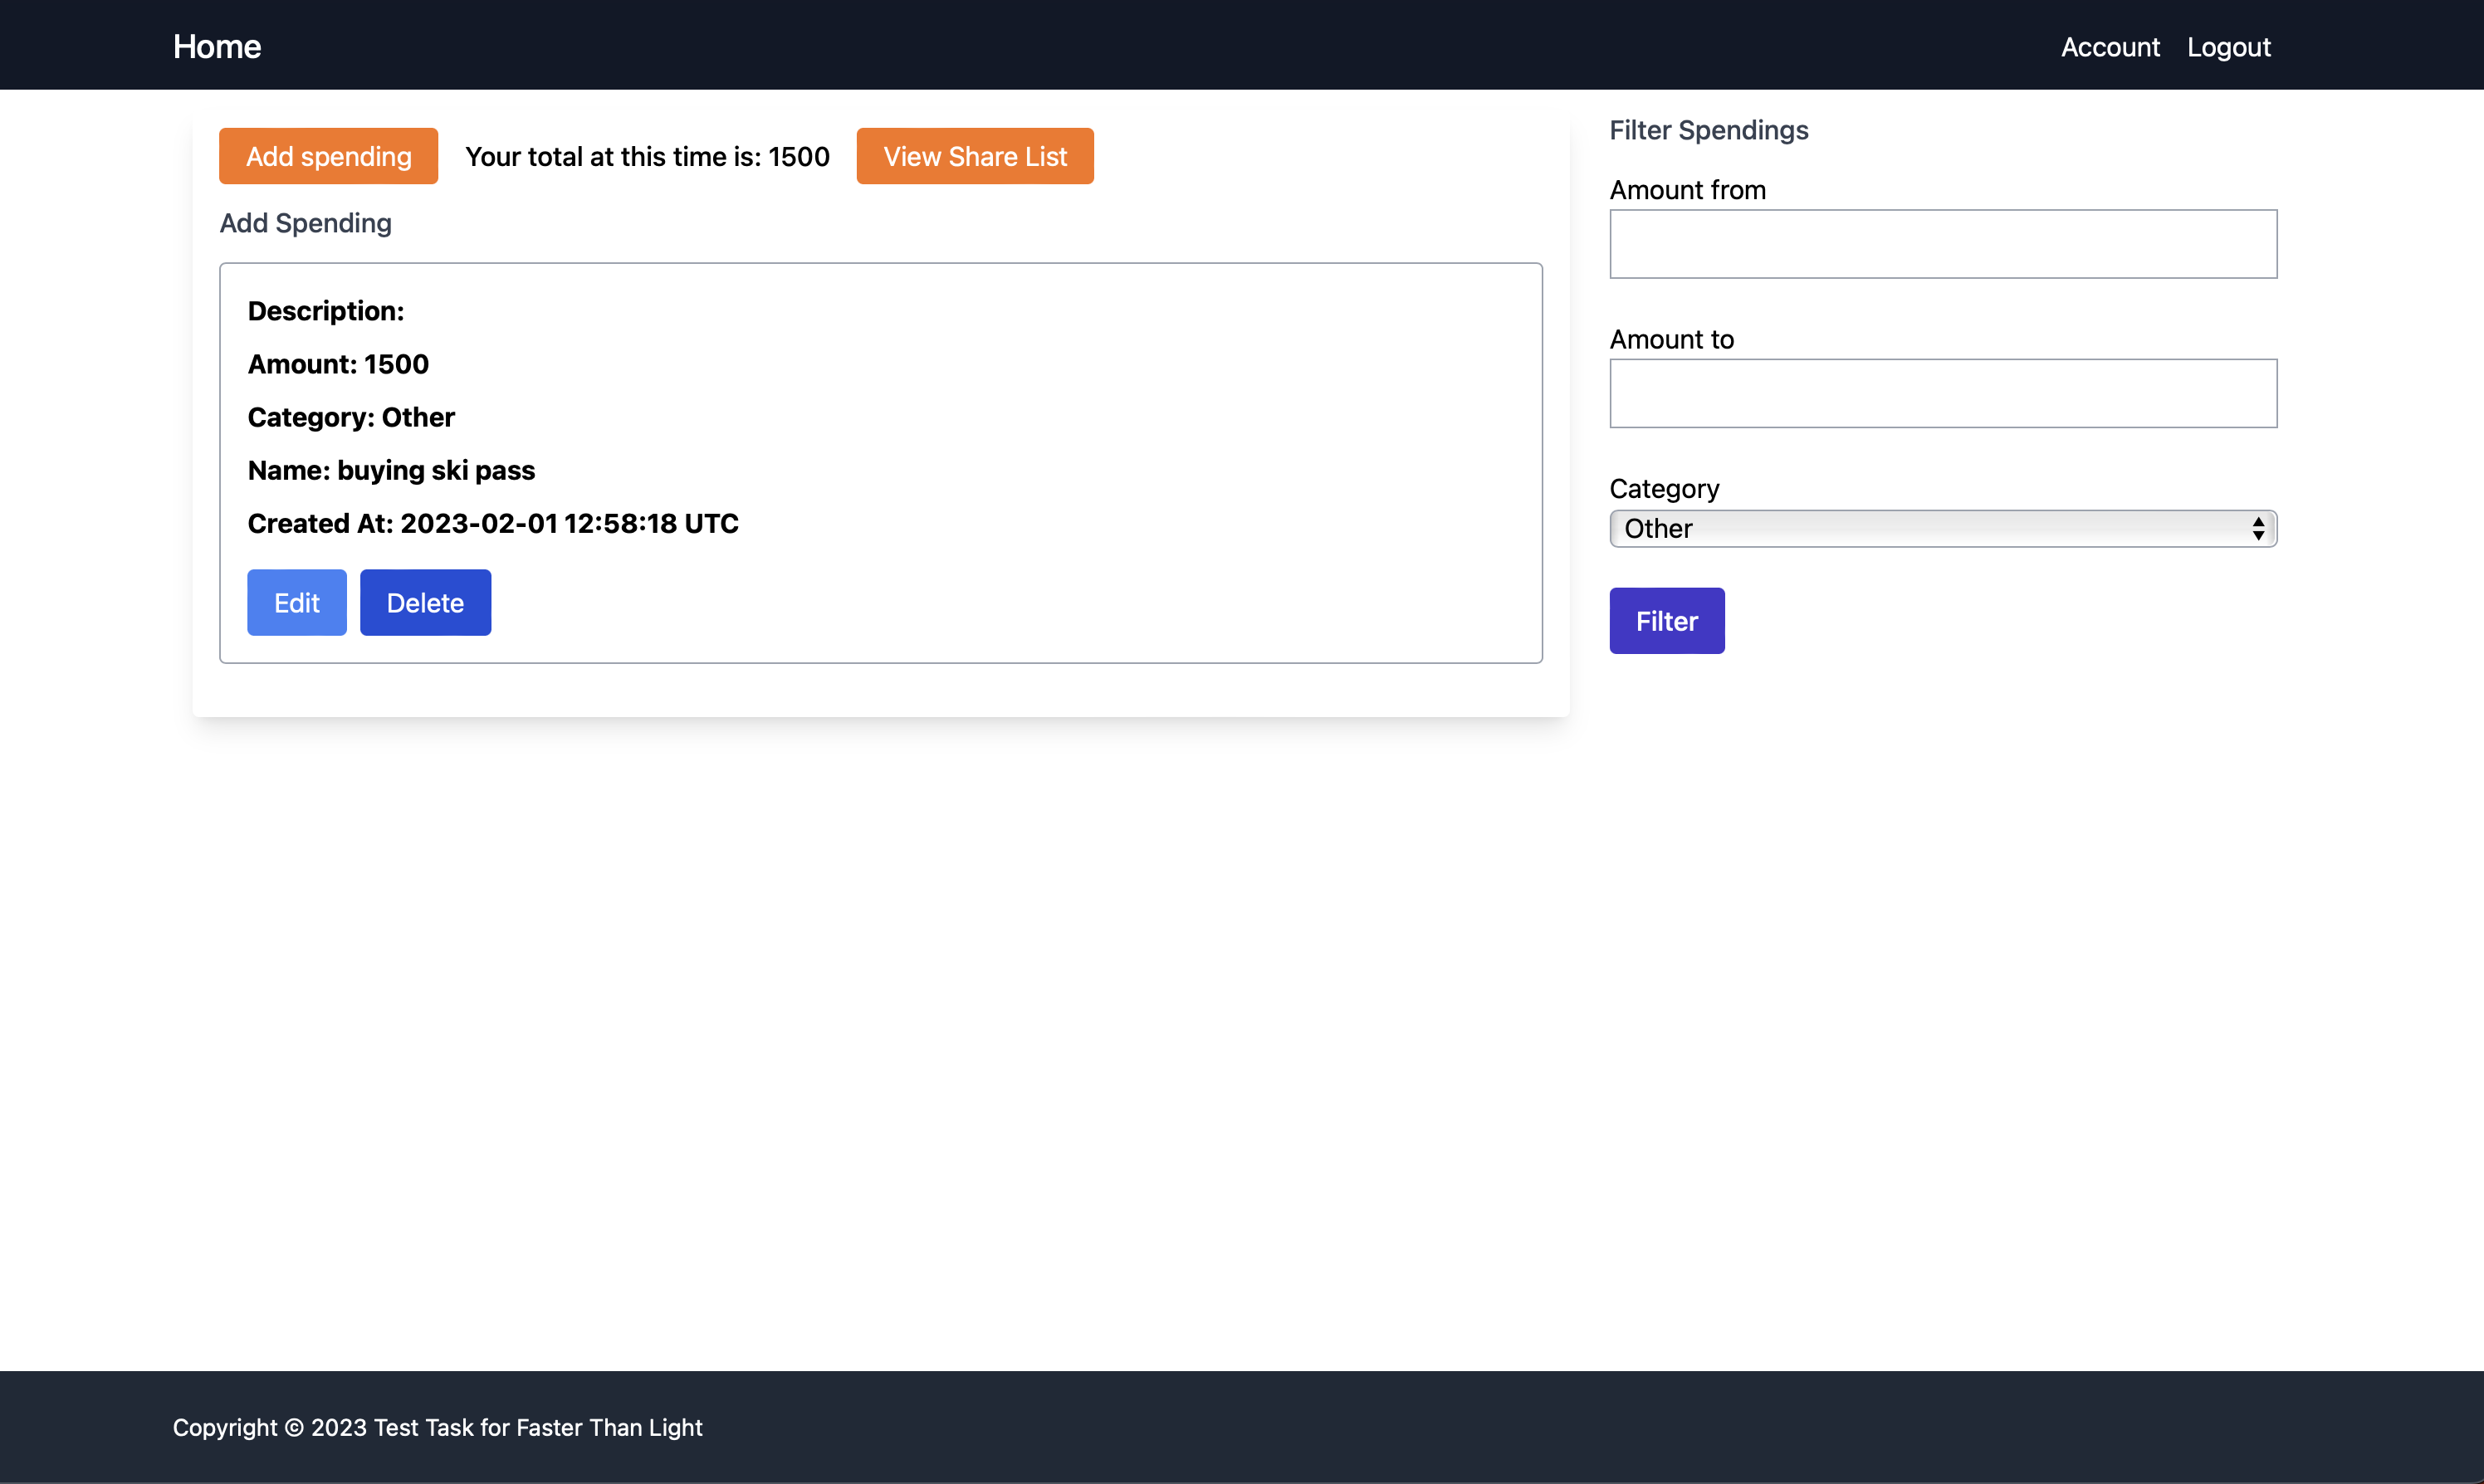 Home
Account Logout
Add spending Your total at this time is: 1500 View Share List
Add Spending
Description:
Amount: 1500
Category: Other
Name: buying ski pass
Created At: 2023-02-01 12:58:18 UTC
Edit Delete
Filter Spendings
Amount from
Amount to
Category
Other
Filter
Copyright © 2023 Test Task for Faster Than Light